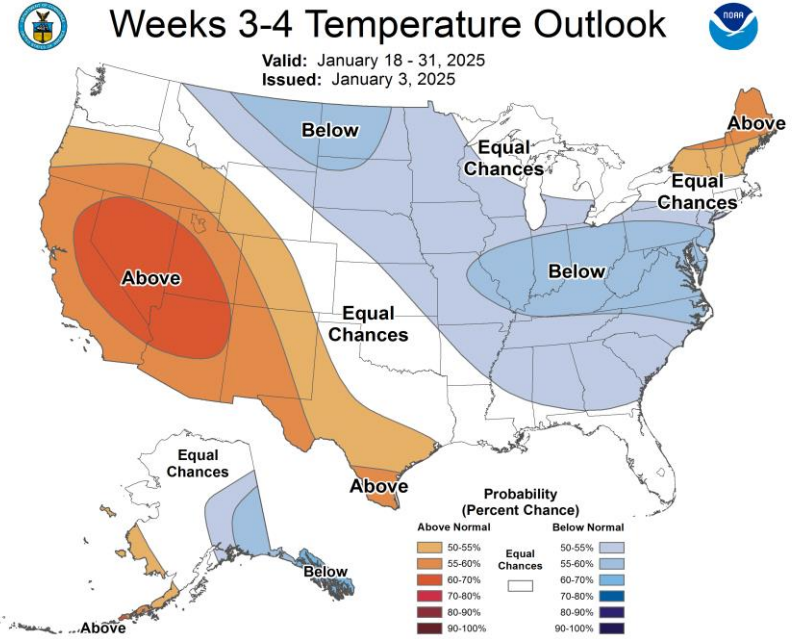 Weeks 3-4 Temperature Outlook
NOAA
Valid: January 18 - 31, 2025
Issued: January 3, 2025
Below
Above
Equal
Chances
Equal
Chances
Above
Below
Equal
Chances
Equal
Chances
Above
Below
Above
Probability
(Percent Chance)
Above Normal
Below Normal
50-55%
55-60%
60-70%
70-80%
80-90%
90-100%
Equal
Chances
50-55%
55-60%
60-70%
70-80%
80-90%
90-100%